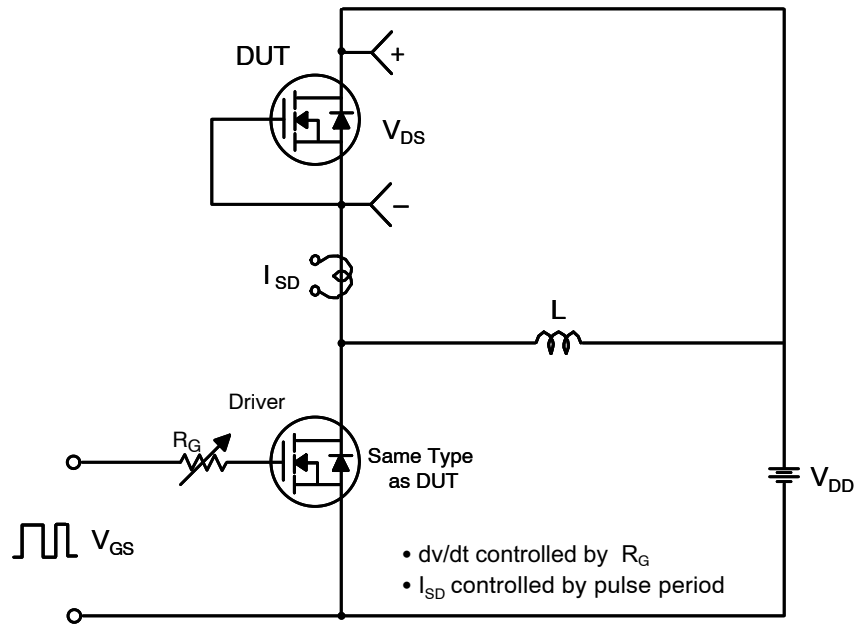 DUT
+
V_DS
−
I_SD
L
Driver
R_G
Same Type
as DUT
V_DD
V_GS
• dv/dt controlled by R_G
• I_SD controlled by pulse period